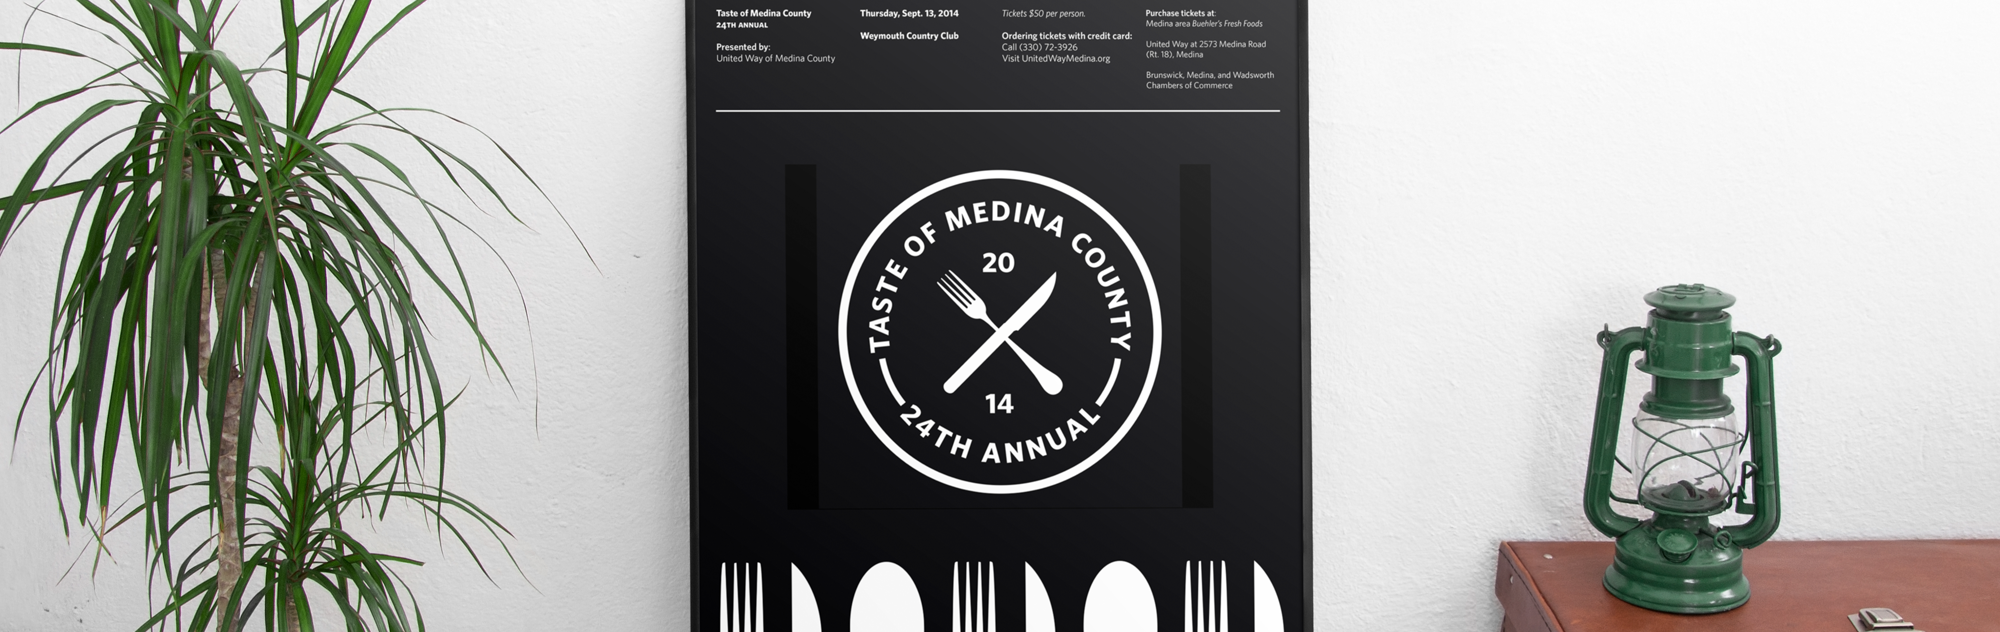 Taste of Medina County
24TH ANNUAL
Presented by:
United Way of Medina County
Thursday, Sept. 13, 2014
Weymouth Country Club
Tickets $50 per person.
Ordering tickets with credit card:
Call (330) 72-3926
Visit UnitedWayMedina.org
Purchase tickets at:
Medina area Buehler's Fresh Foods
United Way at 2573 Medina Road
(Rt. 18), Medina
Brunswick, Medina, and Wadsworth
Chambers of Commerce
TASTE OF MEDINA COUNTY
20
14
24TH ANNUAL